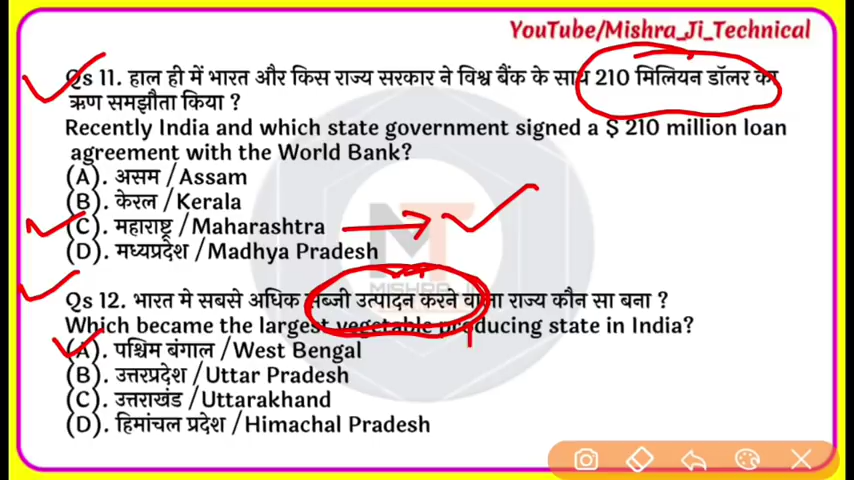 YouTube/Mishra_Ji_Technical
Qs 11. हाल ही में भारत और किस राज्य सरकार ने विश्व बैंक के साथ 210 मिलियन डॉलर का
ऋण समझौता किया ?
Recently India and which state government signed a $ 210 million loan
agreement with the World Bank?
(A). असम /Assam
(B). केरल /Kerala
(C). महाराष्ट्र /Maharashtra
(D). मध्यप्रदेश /Madhya Pradesh
MT
MISHRA JI
Qs 12. भारत मे सबसे अधिक सब्जी उत्पादन करने वाला राज्य कौन सा बना ?
Which became the largest vegetable producing state in India?
(A). पश्चिम बंगाल /West Bengal
(B). उत्तरप्रदेश /Uttar Pradesh
(C). उत्तराखंड /Uttarakhand
(D). हिमांचल प्रदेश /Himachal Pradesh